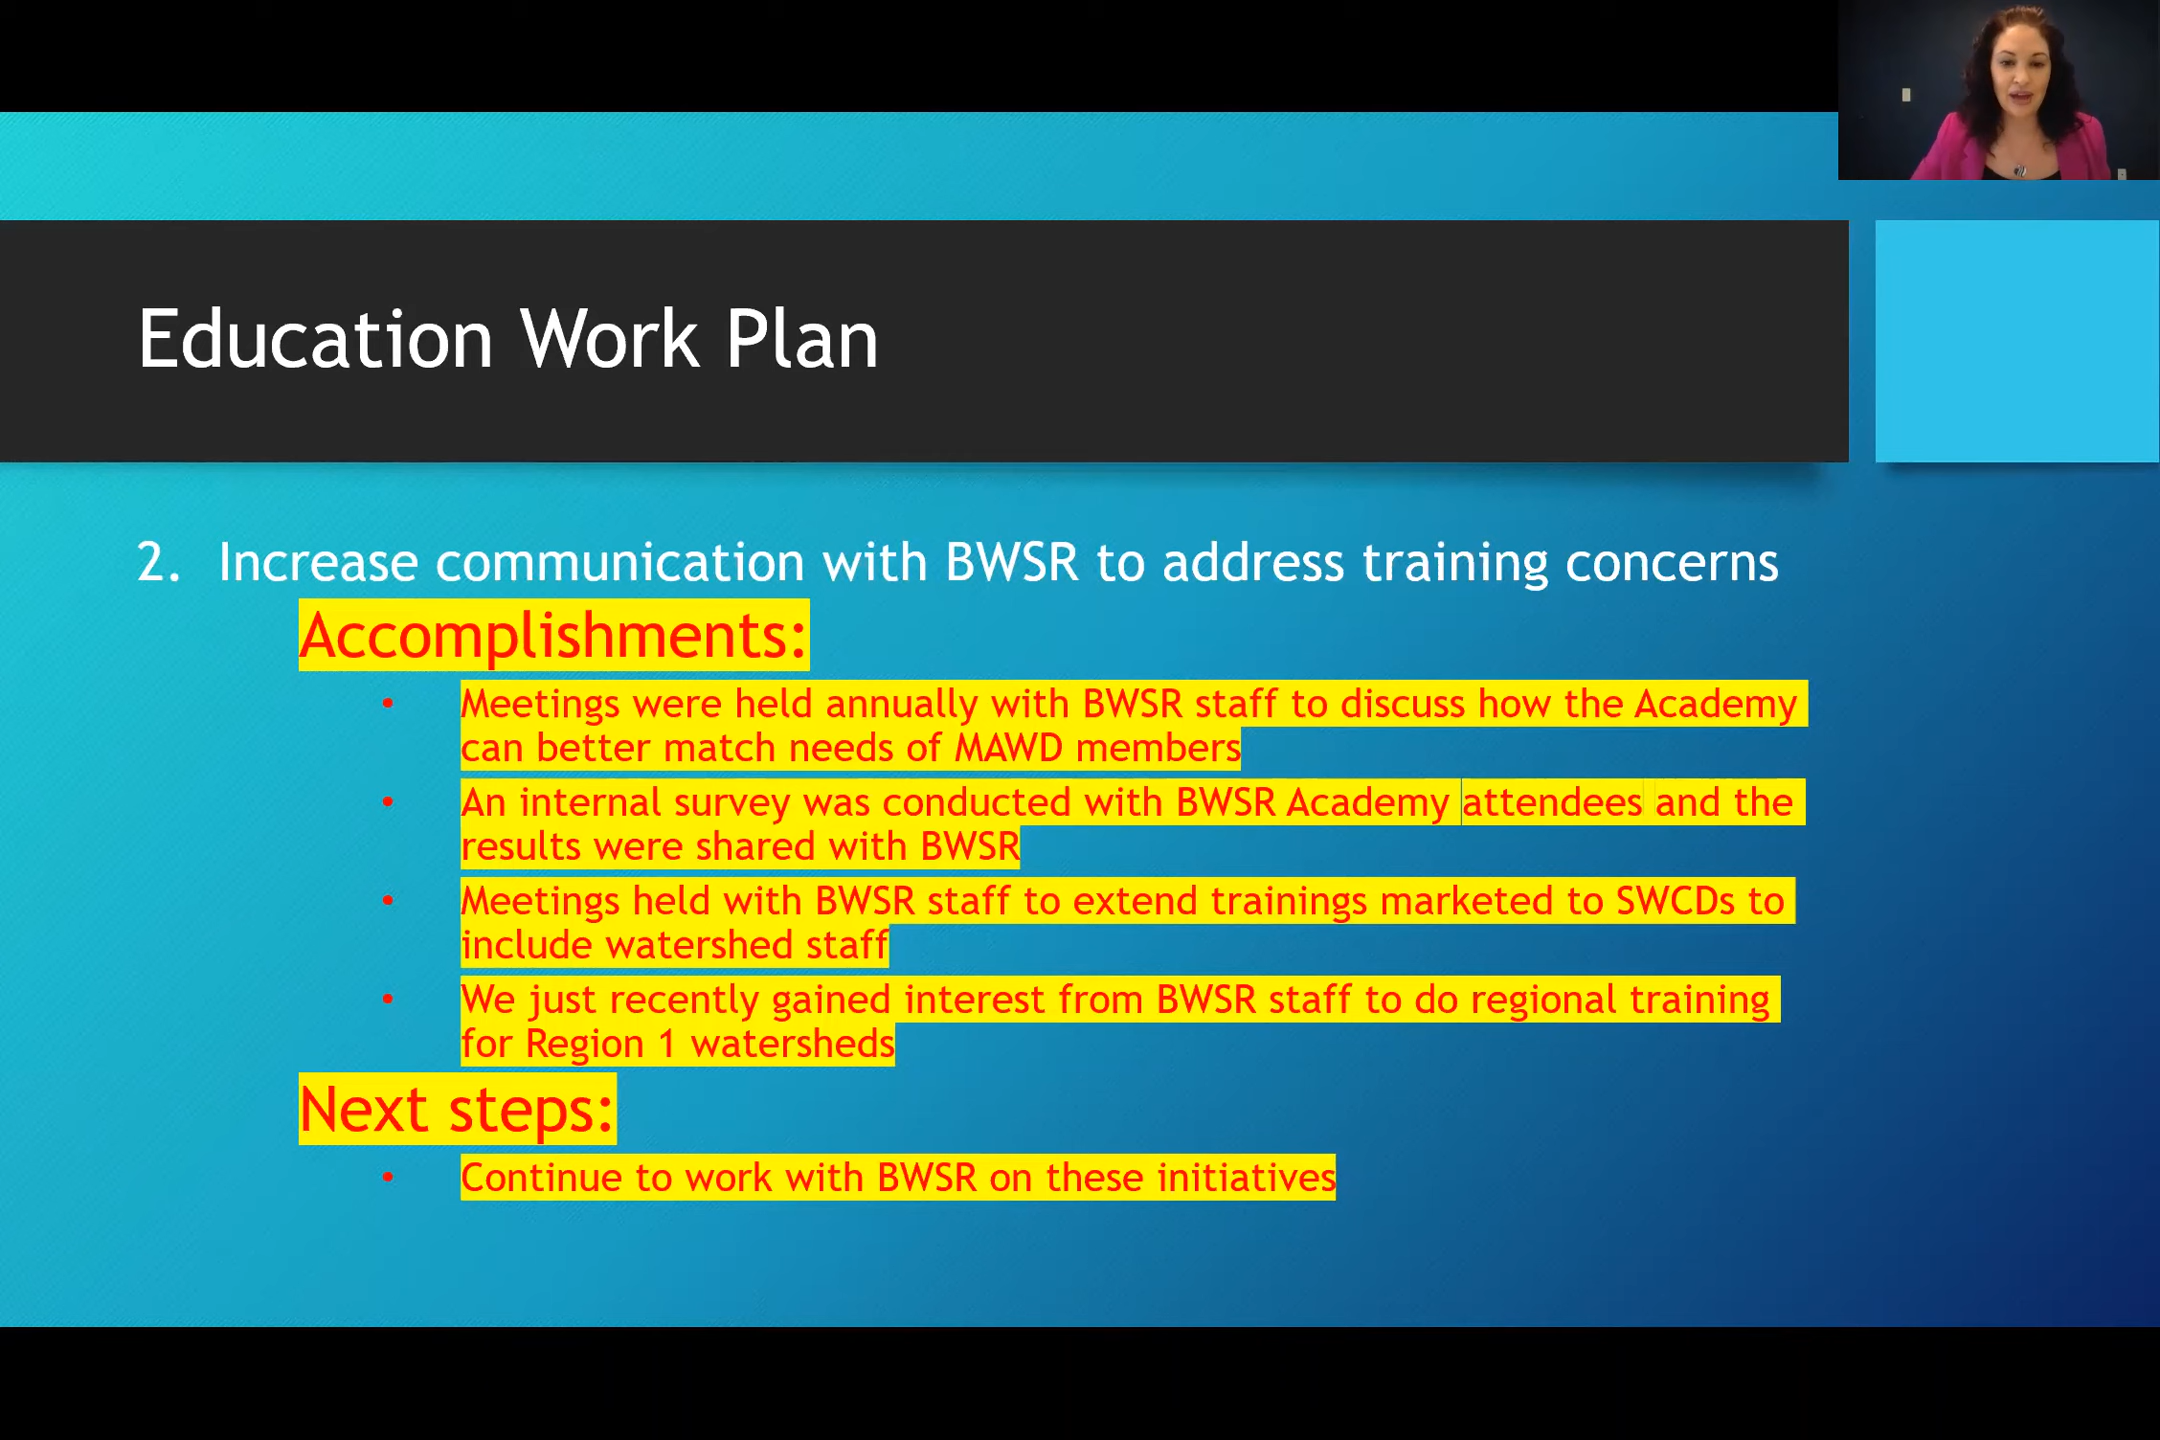 Education Work Plan
2. Increase communication with BWSR to address training concerns
Accomplishments:
• Meetings were held annually with BWSR staff to discuss how the Academy
can better match needs of MAWD members
• An internal survey was conducted with BWSR Academy attendees and the
results were shared with BWSR
• Meetings held with BWSR staff to extend trainings marketed to SWCDs to
include watershed staff
• We just recently gained interest from BWSR staff to do regional training
for Region 1 watersheds
Next steps:
• Continue to work with BWSR on these initiatives